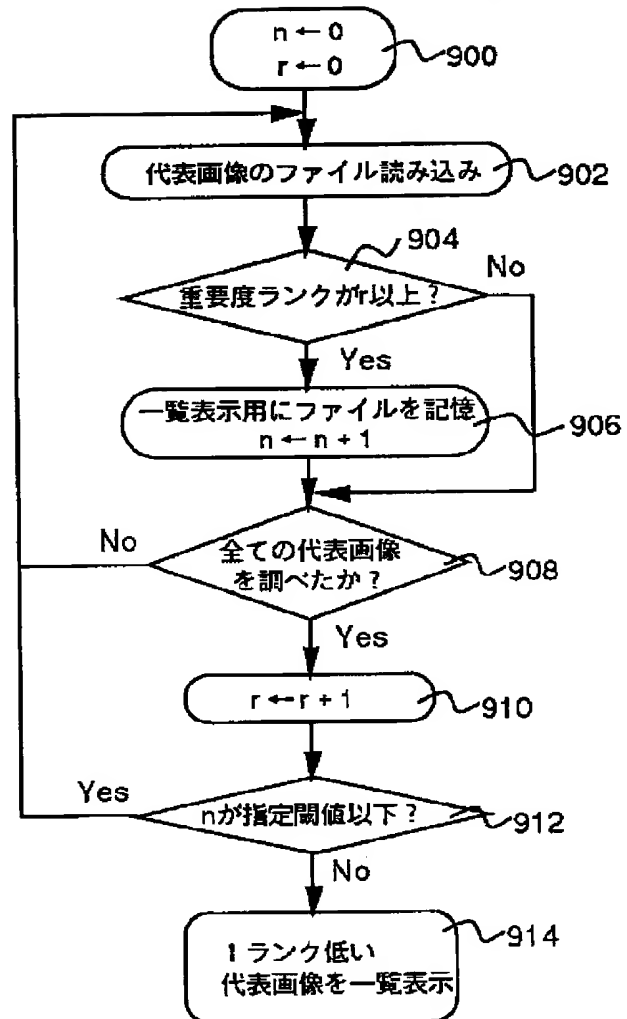 n ← 0
r ← 0
900
代表画像のファイル読み込み
902
904
重要度ランクがr以上？
No
Yes
一覧表示用にファイルを記憶
n ← n + 1
906
No
全ての代表画像
を調べたか？
908
Yes
r ← r + 1
910
Yes
nが指定閾値以下？
912
No
1 ランク低い
代表画像を一覧表示
914